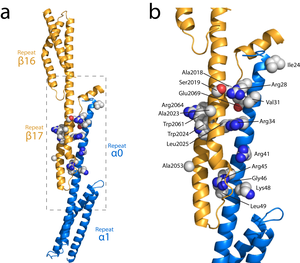 a
Repeat
β16
Repeat
β17
Repeat
α0
Repeat
α1
b
Ile24
Ala2018
Ser2019
Glu2069
Arg28
Val31
Arg2064
Ala2023
Trp2061
Trp2024
Leu2025
Arg34
Ala2053
Arg41
Arg45
Gly46
Lys48
Leu49